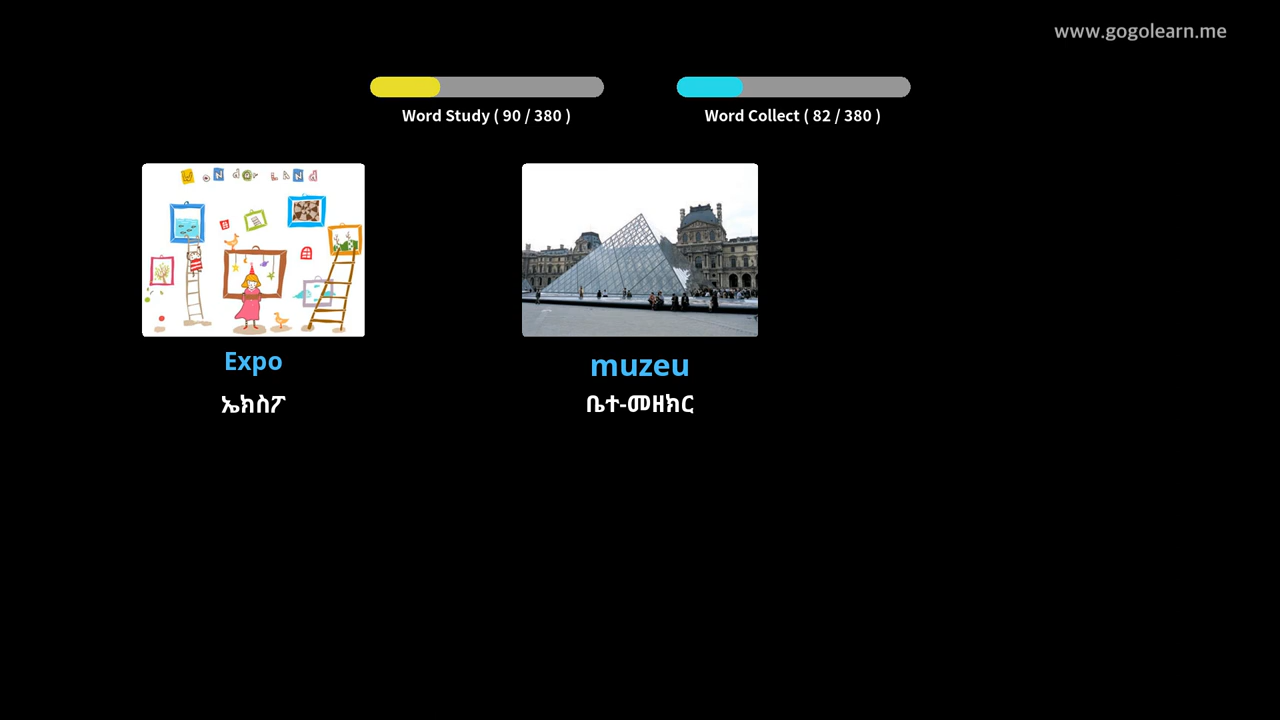 www.gogolearn.me
Word Study ( 90 / 380 )
Word Collect ( 82 / 380 )
Expo
ኤክስፖ
muzeu
ቤተ-መዘክር